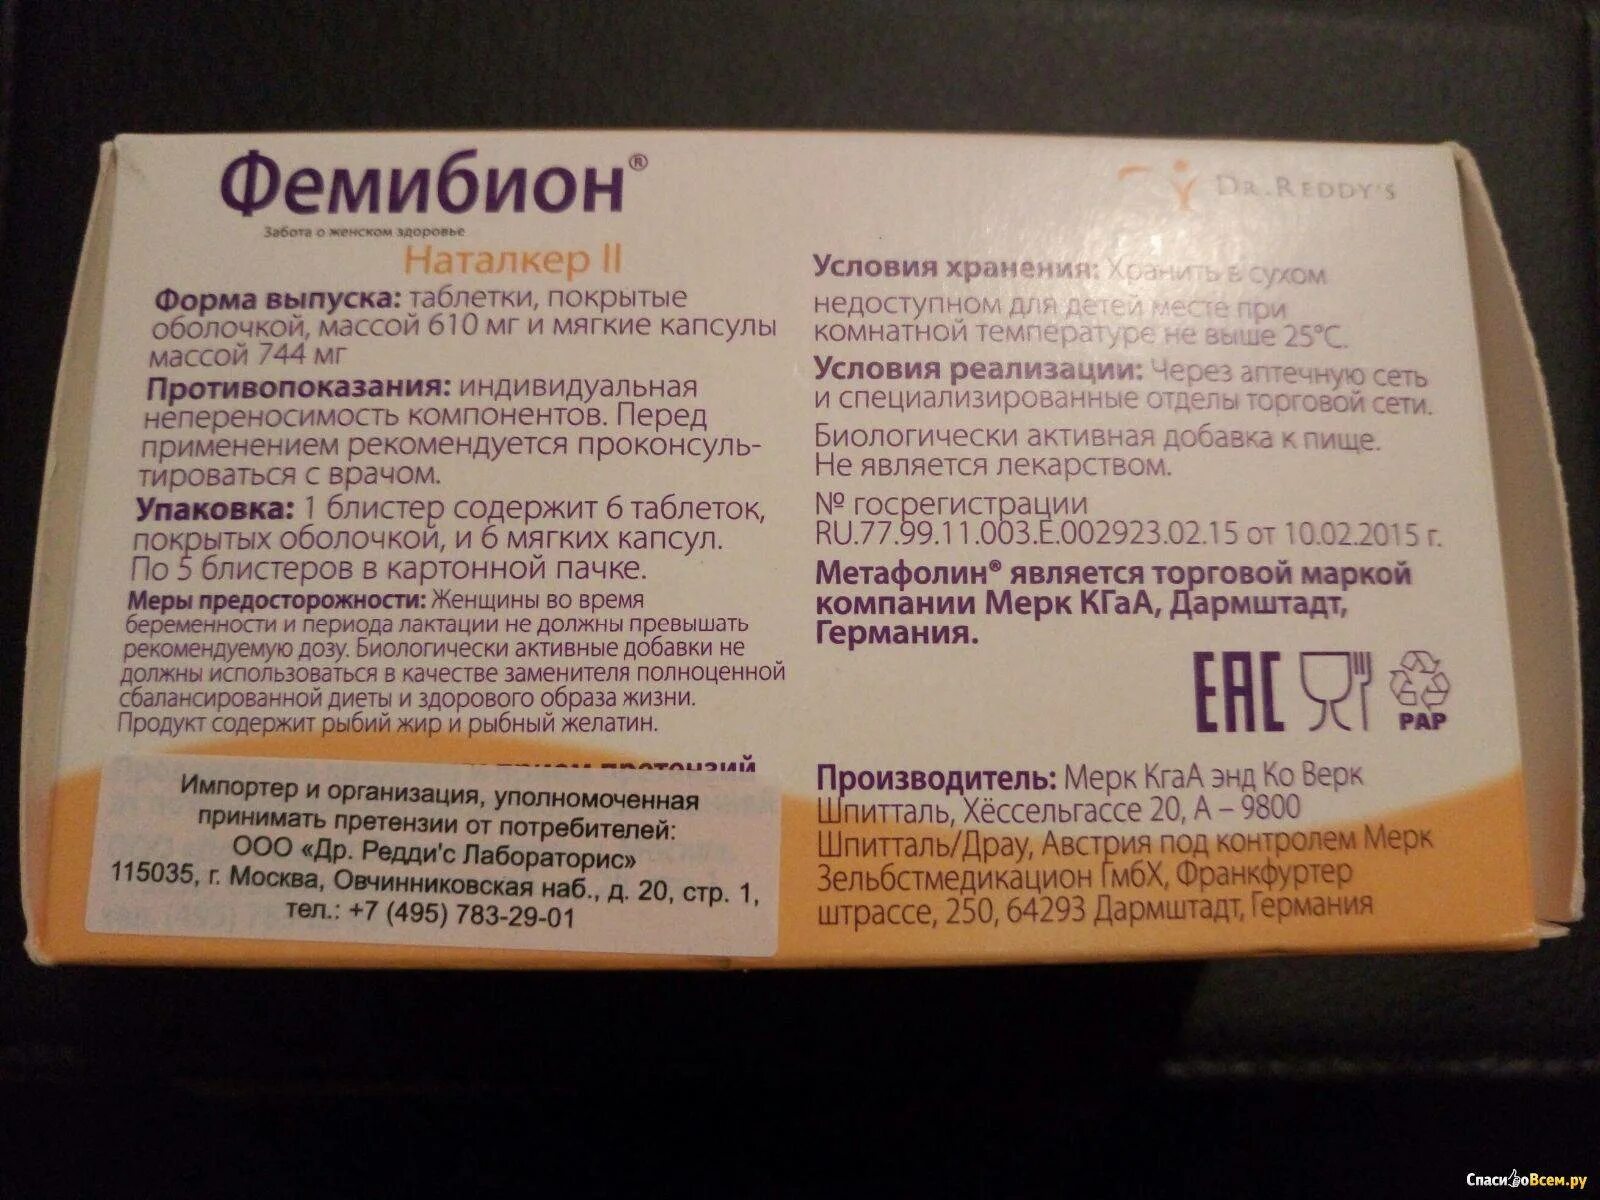 Фемибион®
Забота о женском здоровье
Наталкер II
Форма выпуска: таблетки, покрытые
оболочкой, массой 610 мг и мягкие капсулы
массой 744 мг
Противопоказания: индивидуальная
непереносимость компонентов. Перед
применением рекомендуется проконсуль-
тироваться с врачом.
Упаковка: 1 блистер содержит 6 таблеток,
покрытых оболочкой, и 6 мягких капсул.
По 5 блистеров в картонной пачке.
Меры предосторожности: Женщины во время
беременности и периода лактации не должны превышать
рекомендуемую дозу. Биологически активные добавки не
должны использоваться в качестве заменителя полноценной
сбалансированной диеты и здорового образа жизни.
Продукт содержит рыбий жир и рыбный желатин.
претензий
Импортер и организация, уполномоченная
принимать претензии от потребителей:
ООО «Др. Редди'с Лабораторис»
115035, г. Москва, Овчинниковская наб., д. 20, стр. 1,
тел.: +7 (495) 783-29-01
DR.REDDY'S
Условия хранения: Хранить в сухом
недоступном для детей месте при
комнатной температуре не выше 25°C.
Условия реализации: Через аптечную сеть
и специализированные отделы торговой сети.
Биологически активная добавка к пище.
Не является лекарством.
№ госрегистрации
RU.77.99.11.003.E.002923.02.15 от 10.02.2015 г.
Метафолин® является торговой маркой
компании Мерк КГаА, Дармштадт,
Германия.
EAC
PAP
Производитель: Мерк КгаА энд Ко Верк
Шпитталь, Хёссельгассе 20, А – 9800
Шпитталь/Драу, Австрия под контролем Мерк
Зельбстмедикацион ГмбХ, Франкфуртер
штрассе, 250, 64293 Дармштадт, Германия
СпасибоВсем.ру